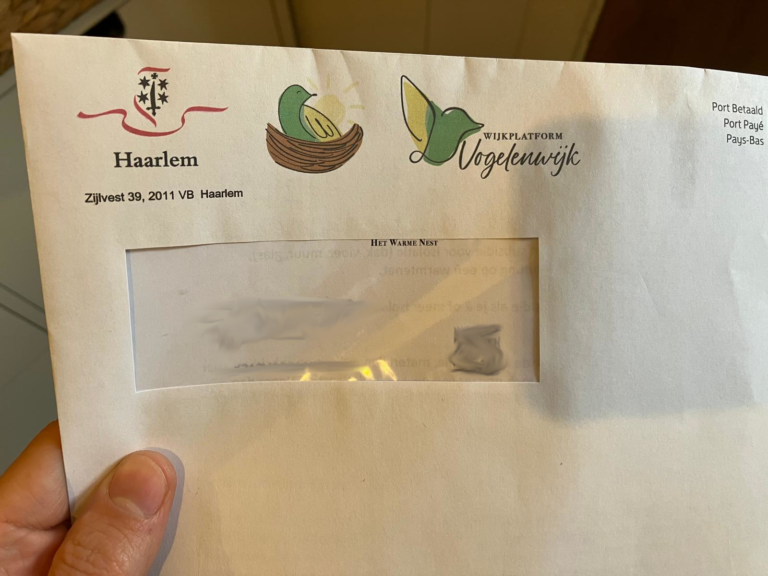 Haarlem
Zijlvest 39, 2011 VB Haarlem
WIJKPLATFORM
Vogelenwijk
Port Betaald
Port Payé
Pays-Bas
HET WARME NEST